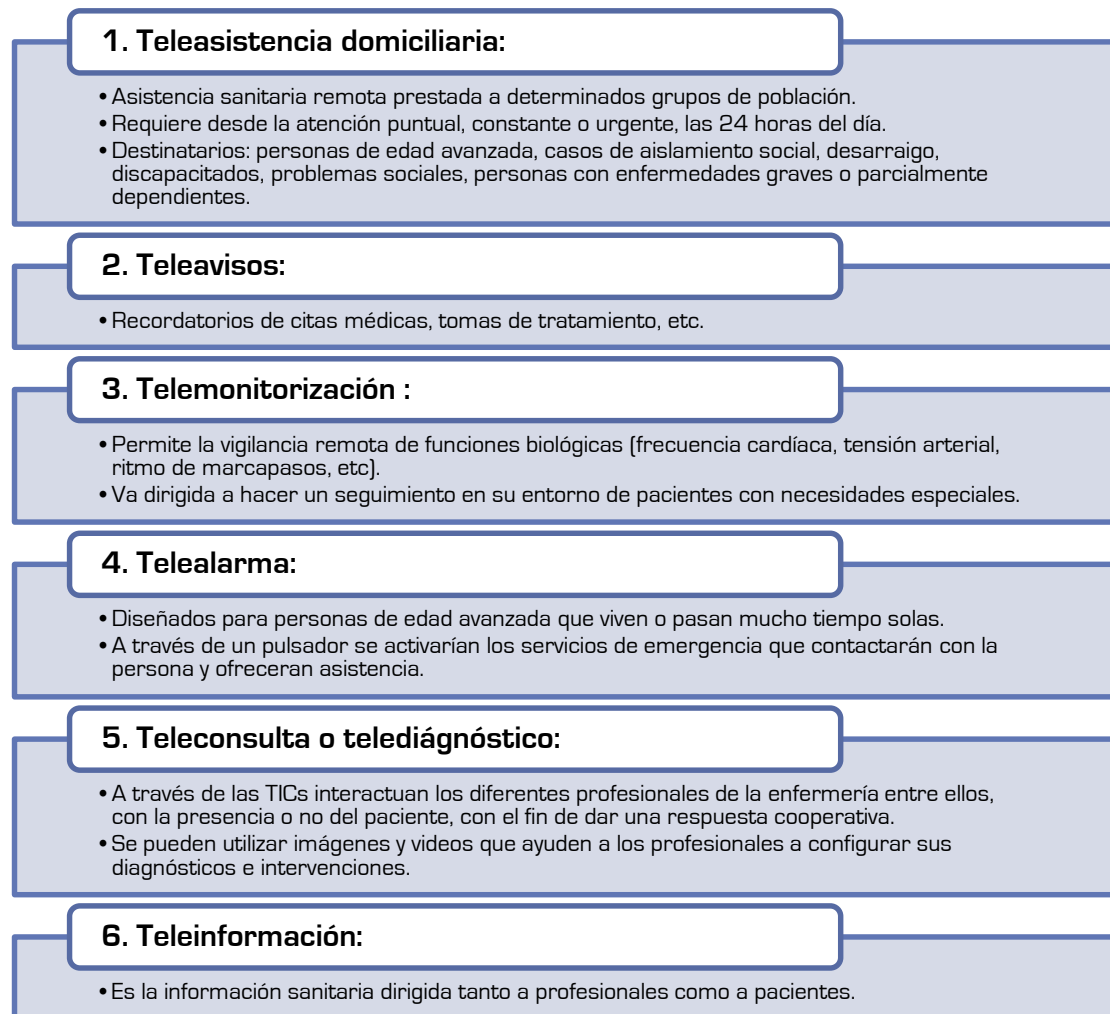 1. Teleasistencia domiciliaria:
• Asistencia sanitaria remota prestada a determinados grupos de población.
• Requiere desde la atención puntual, constante o urgente, las 24 horas del día.
• Destinatarios: personas de edad avanzada, casos de aislamiento social, desarraigo,
discapacitados, problemas sociales, personas con enfermedades graves o parcialmente
dependientes.
2. Teleavisos:
• Recordatorios de citas médicas, tomas de tratamiento, etc.
3. Telemonitorización :
• Permite la vigilancia remota de funciones biológicas (frecuencia cardíaca, tensión arterial,
ritmo de marcapasos, etc).
• Va dirigida a hacer un seguimiento en su entorno de pacientes con necesidades especiales.
4. Telealarma:
• Diseñados para personas de edad avanzada que viven o pasan mucho tiempo solas.
• A través de un pulsador se activarían los servicios de emergencia que contactarán con la
persona y ofreceran asistencia.
5. Teleconsulta o telediágnóstico:
• A través de las TICs interactuan los diferentes profesionales de la enfermería entre ellos,
con la presencia o no del paciente, con el fin de dar una respuesta cooperativa.
• Se pueden utilizar imágenes y videos que ayuden a los profesionales a configurar sus
diagnósticos e intervenciones.
6. Teleinformación:
• Es la información sanitaria dirigida tanto a profesionales como a pacientes.